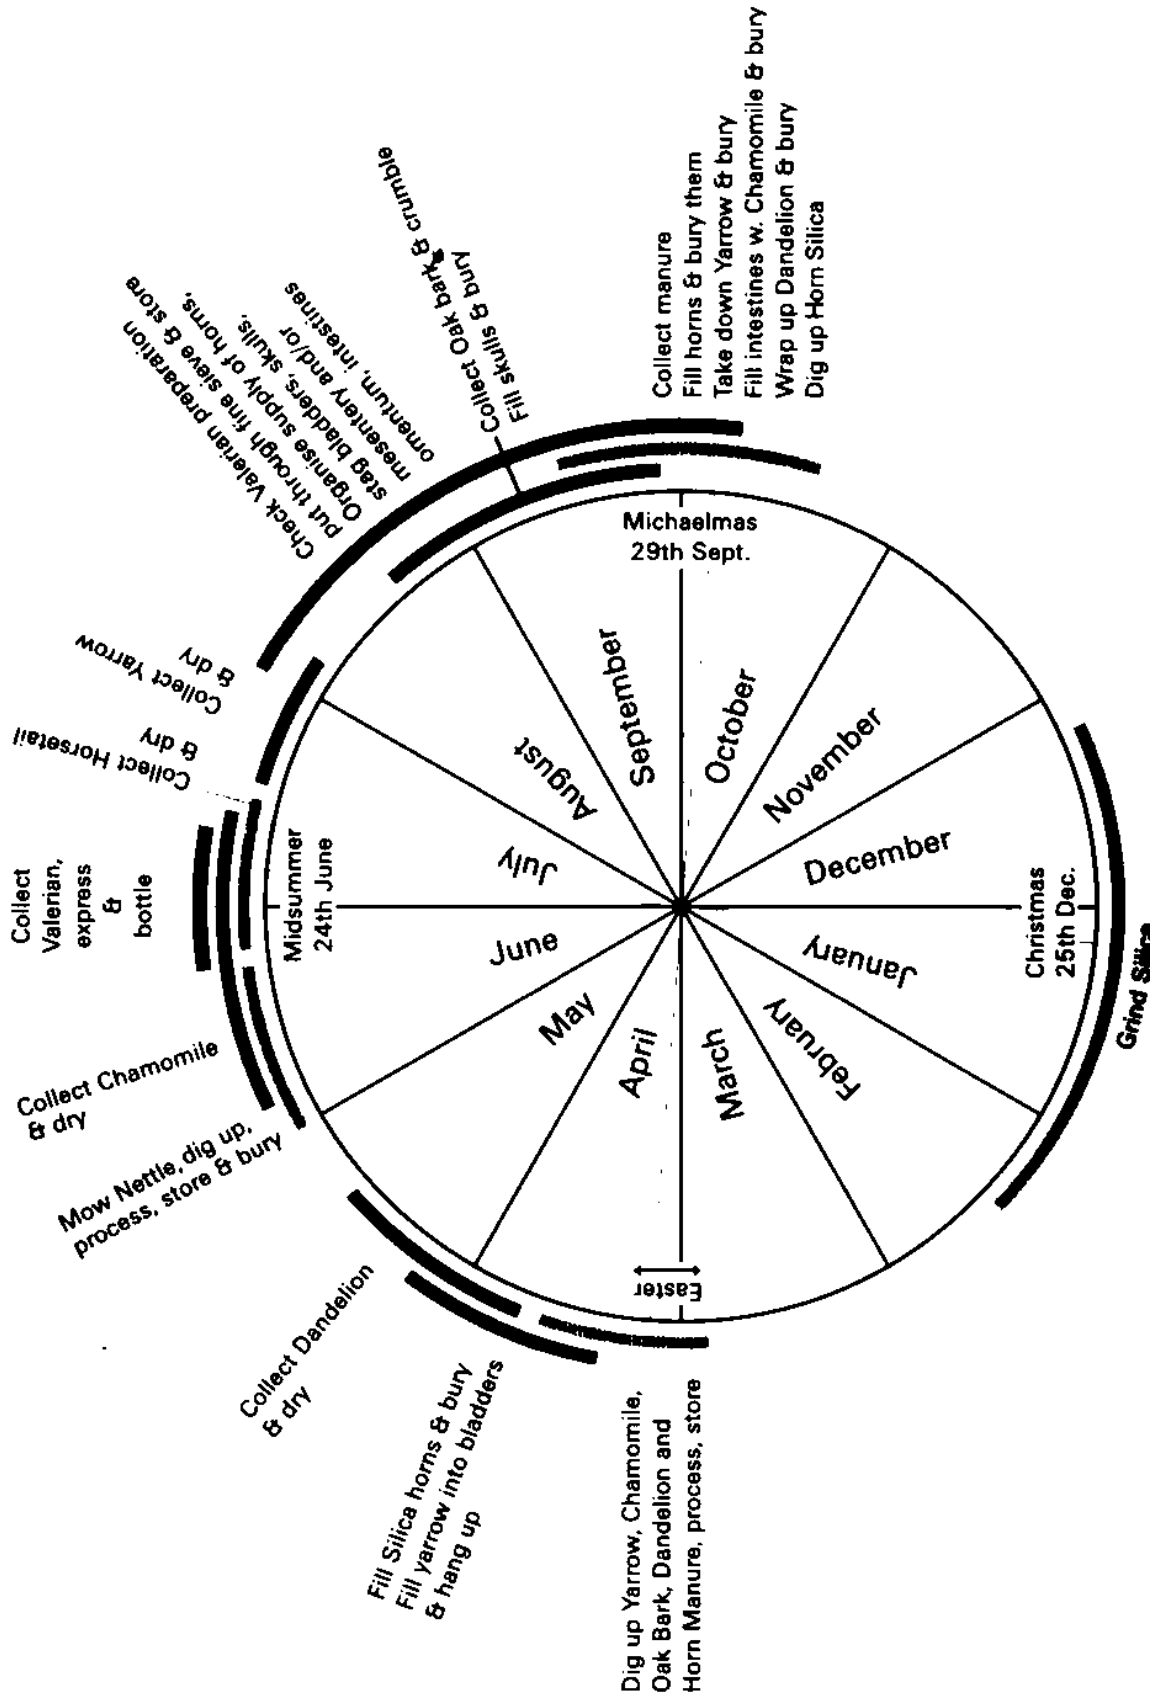 Collect manure
Fill horns & bury them
Take down Yarrow & bury
Fill intestines w. Chamomile & bury
Wrap up Dandelion & bury
Dig up Horn Silica
Collect Oak bark & crumble
Fill skulls & bury
Check Valerian preparation
put through fine sieve & store
Organise supply of horns,
stag bladders, skulls,
mesentery and/or
omentum, intestines
Collect Yarrow
& dry
Collect Horsetail
& dry
Collect
Valerian,
express
&
bottle
Collect Chamomile
& dry
Mow Nettle, dig up,
process, store & bury
Collect Dandelion
& dry
Fill Silica horns & bury
Fill yarrow into bladders
& hang up
Dig up Yarrow, Chamomile,
Oak Bark, Dandelion and
Horn Manure, process, store
Grind Silica
Michaelmas
29th Sept.
Midsummer
24th June
Christmas
25th Dec.
Easter
January
February
March
April
May
June
July
August
September
October
November
December